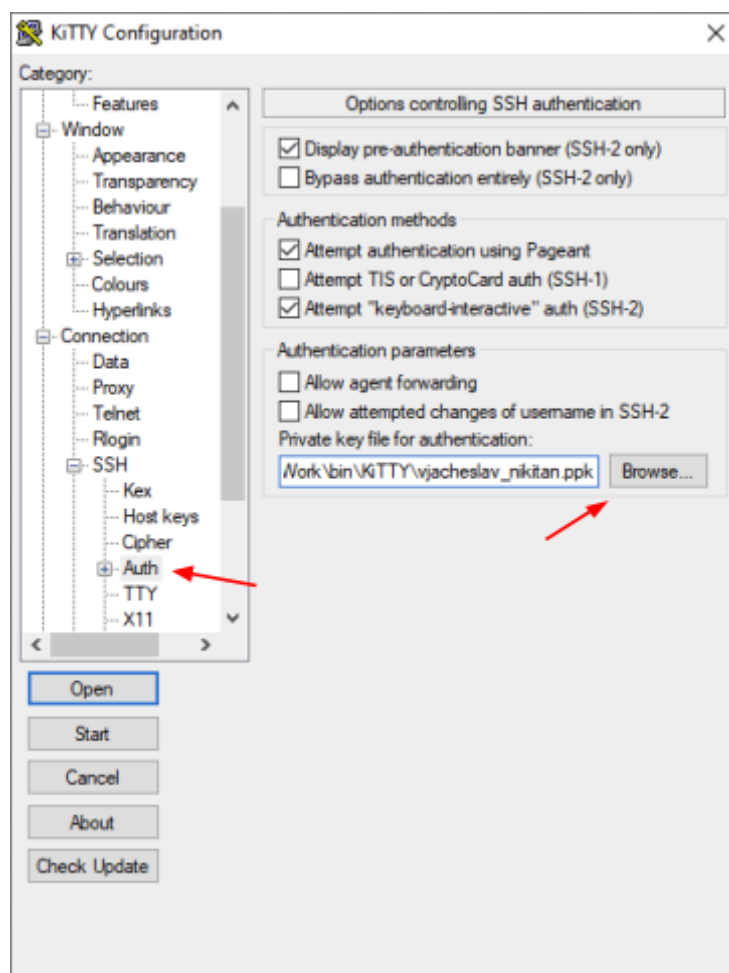 KiTTY Configuration
Category:
Features
Window
Appearance
Transparency
Behaviour
Translation
Selection
Colours
Hyperlinks
Connection
Data
Proxy
Telnet
Rlogin
SSH
Kex
Host keys
Cipher
Auth
TTY
X11
Options controlling SSH authentication
Display pre-authentication banner (SSH-2 only)
Bypass authentication entirely (SSH-2 only)
Authentication methods
Attempt authentication using Pageant
Attempt TIS or CryptoCard auth (SSH-1)
Attempt "keyboard-interactive" auth (SSH-2)
Authentication parameters
Allow agent forwarding
Allow attempted changes of username in SSH-2
Private key file for authentication:
Work\bin\KiTTY\vjacheslav_nikitan.ppk Browse...
Open
Start
Cancel
About
Check Update